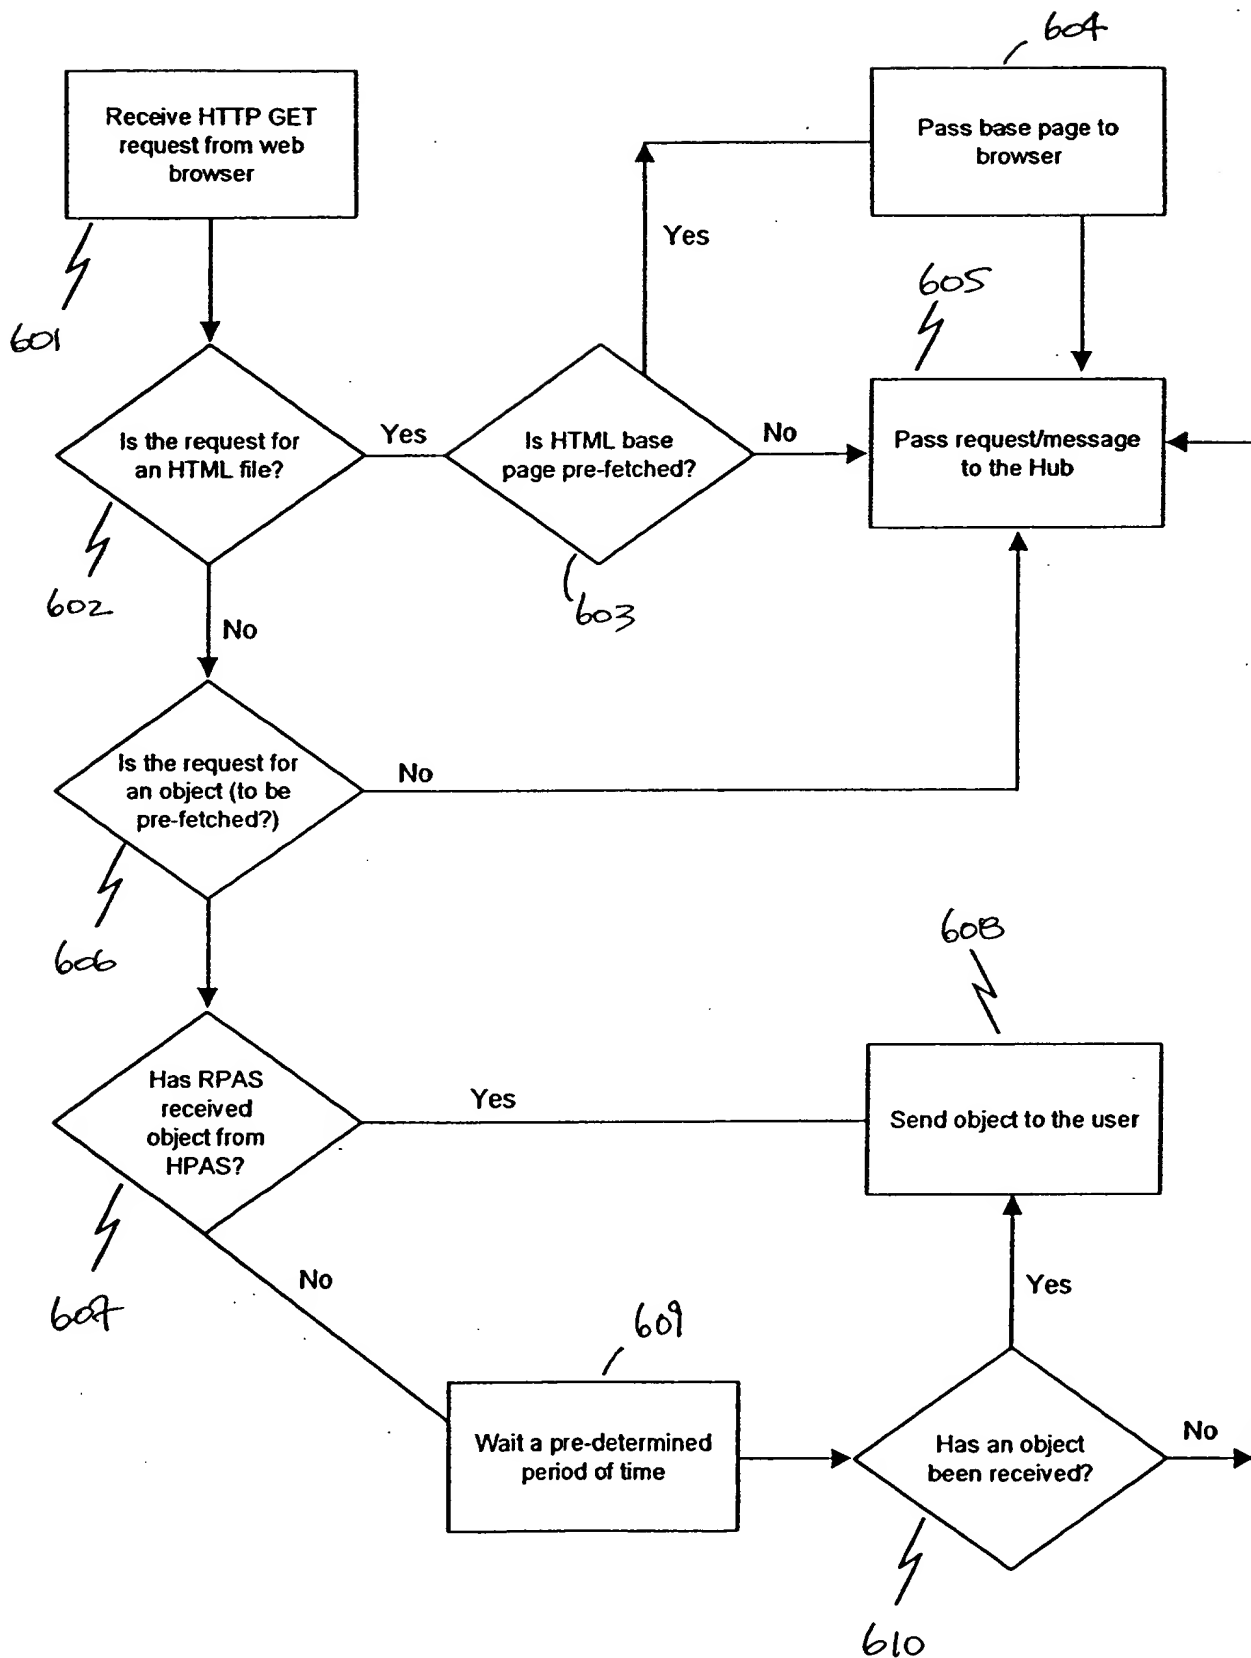 604
Receive HTTP GET
request from web
browser
Pass base page to
browser
Yes
601
605
Is the request for
an HTML file?
Yes
Is HTML base
page pre-fetched?
No
Pass request/message
to the Hub
602
603
No
Is the request for
an object (to be
pre-fetched?)
No
606
608
Has RPAS
received
object from
HPAS?
Yes
Send object to the user
607
No
Yes
609
Wait a pre-determined
period of time
Has an object
been received?
No
610